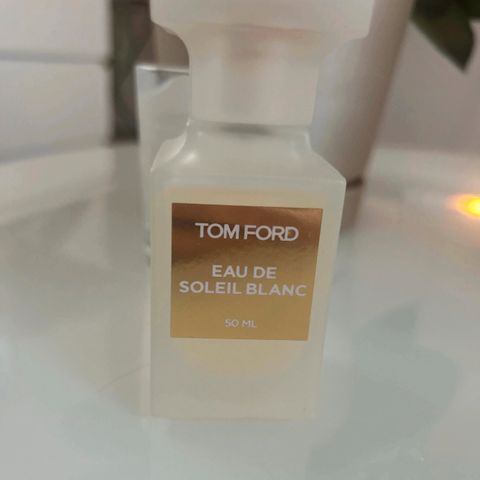 TOM FORD
EAU DE
SOLEIL BLANC
50 ML